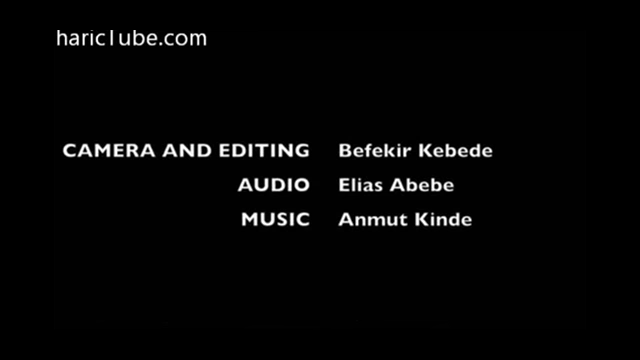 haric1ube.com
CAMERA AND EDITING Befekir Kebede
AUDIO Elias Abebe
MUSIC Anmut Kinde